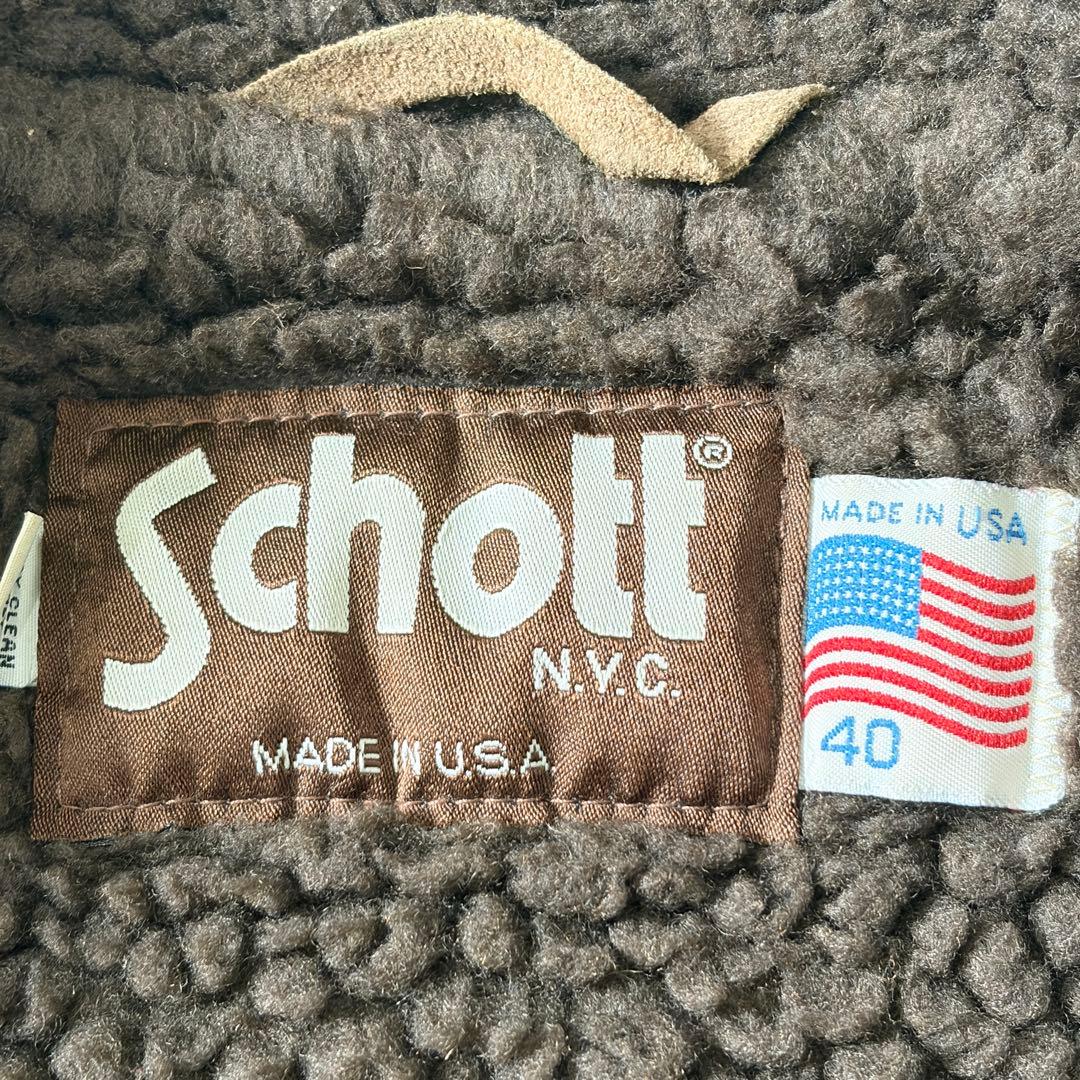 Schott®
N.Y.C.
MADE IN U.S.A.
MADE IN USA
40
CLEAN